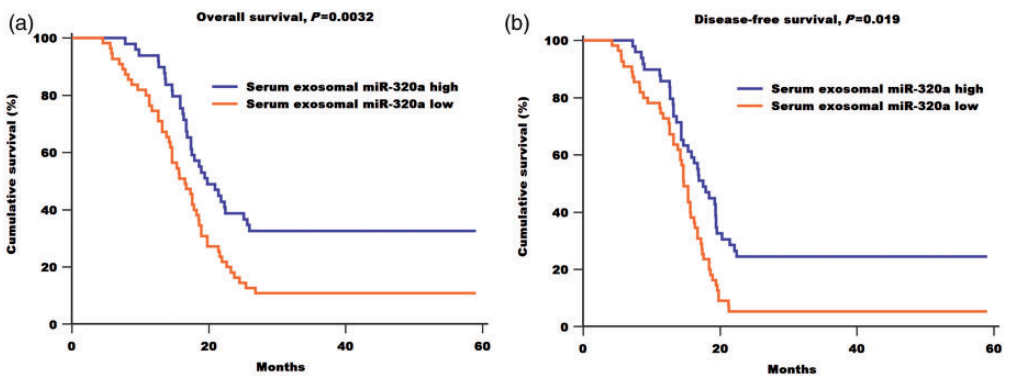 (a)
Overall survival, P=0.0032
100
80
60
40
20
0
Cumulative survival (%)
Serum exosomal miR-320a high
Serum exosomal miR-320a low
0 20 40 60
Months
(b)
Disease-free survival, P=0.019
100
80
60
40
20
0
Cumulative survival (%)
Serum exosomal miR-320a high
Serum exosomal miR-320a low
0 20 40 60
Months